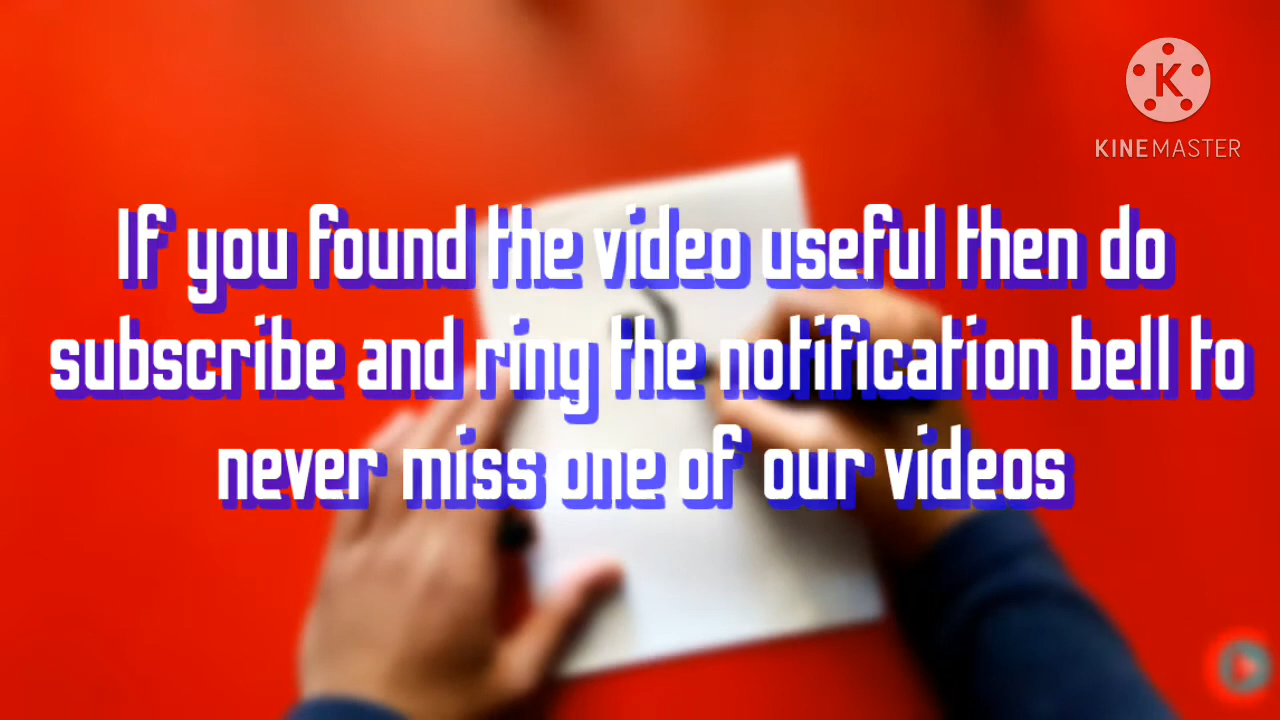 K
KINEMASTER
If you found the video useful then do
subscribe and ring the notification bell to
never miss one of our videos